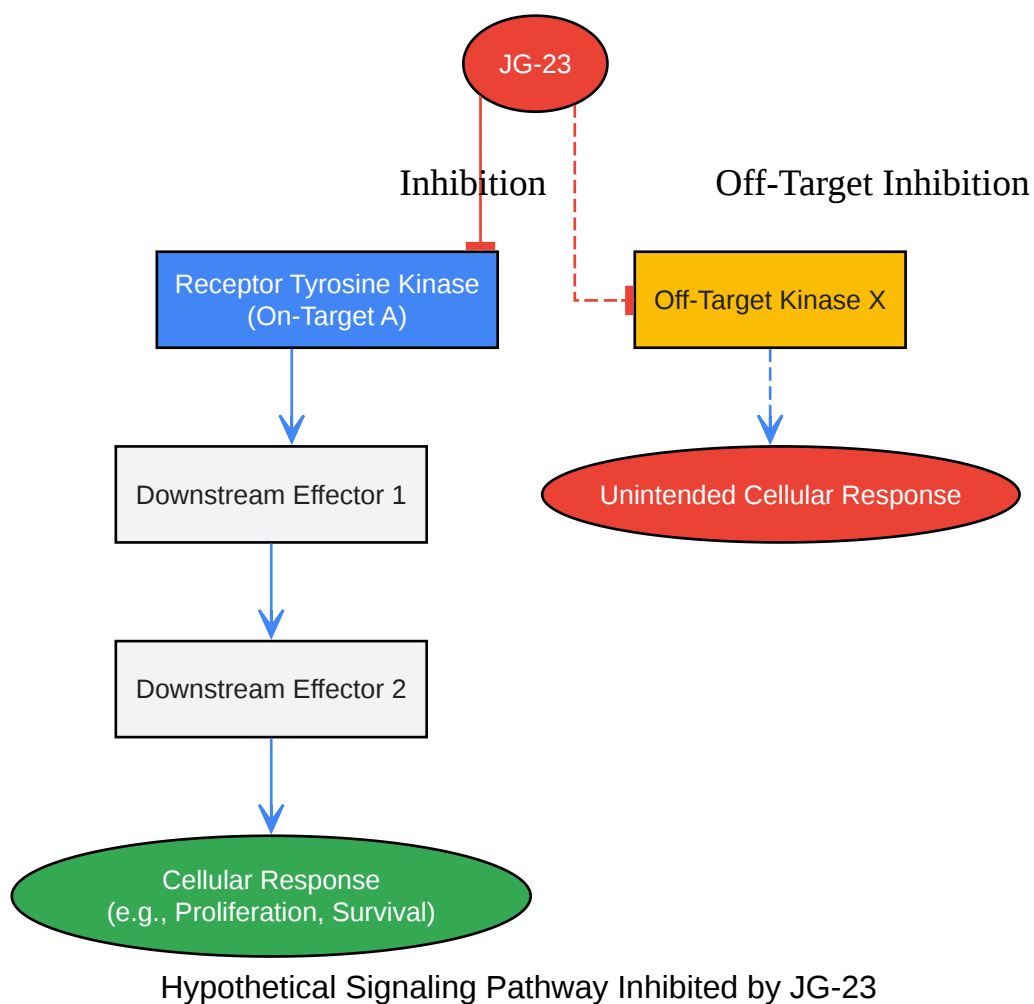 JG-23
Inhibition
Off-Target Inhibition
Receptor Tyrosine Kinase
(On-Target A)
Off-Target Kinase X
Downstream Effector 1
Unintended Cellular Response
Downstream Effector 2
Cellular Response
(e.g., Proliferation, Survival)
Hypothetical Signaling Pathway Inhibited by JG-23